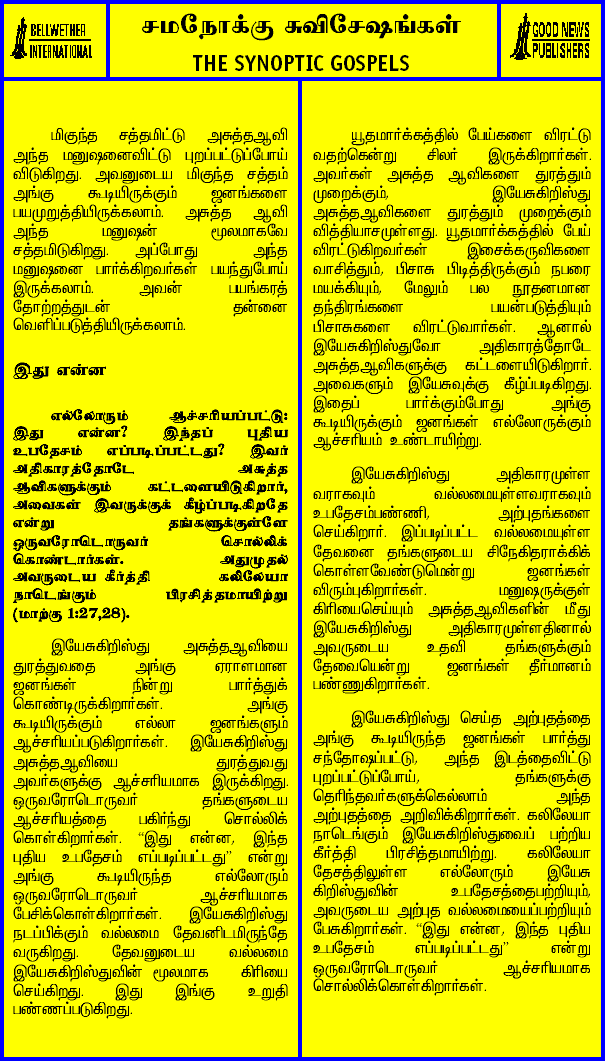 BELLWETHER
INTERNATIONAL
சமநோக்கு சுவிசேஷங்கள்
THE SYNOPTIC GOSPELS
GOOD NEWS
PUBLISHERS
மிகுந்த சத்தமிட்டு அசுத்தஆவி
அந்த மனுஷனைவிட்டு புறப்பட்டுப்போய்
விடுகிறது. அவனுடைய மிகுந்த சத்தம்
அங்கு கூடியிருக்கும் ஜனங்களை
பயமுறுத்தியிருக்கலாம். அசுத்த ஆவி
அந்த மனுஷன் மூலமாகவே
சத்தமிடுகிறது. அப்போது அந்த
மனுஷனை பார்க்கிறவர்கள் பயந்துபோய்
இருக்கலாம். அவன் பயங்கரத்
தோற்றத்துடன் தன்னை
வெளிப்படுத்தியிருக்கலாம்.
இது என்ன
எல்லோரும் ஆச்சரியப்பட்டு:
இது என்ன? இந்தப் புதிய
உபதேசம் எப்படிப்பட்டது? இவர்
அதிகாரத்தோடே அசுத்த
ஆவிகளுக்கும் கட்டளையிடுகிறார்,
அவைகள் இவருக்குக் கீழ்ப்படிகிறதே
என்று தங்களுக்குள்ளே
ஒருவரோடொருவர் சொல்லிக்
கொண்டார்கள். அதுமுதல்
அவருடைய கீர்த்தி கலிலேயா
நாடெங்கும் பிரசித்தமாயிற்று
(மாற்கு 1:27,28).
இயேசுகிறிஸ்து அசுத்தஆவியை
துரத்துவதை அங்கு ஏராளமான
ஜனங்கள் நின்று பார்த்துக்
கொண்டிருக்கிறார்கள். அங்கு
கூடியிருக்கும் எல்லா ஜனங்களும்
ஆச்சரியப்படுகிறார்கள். இயேசுகிறிஸ்து
அசுத்தஆவியை துரத்துவது
அவர்களுக்கு ஆச்சரியமாக இருக்கிறது.
ஒருவரோடொருவர் தங்களுடைய
ஆச்சரியத்தை பகிர்ந்து சொல்லிக்
கொள்கிறார்கள். “இது என்ன, இந்த
புதிய உபதேசம் எப்படிப்பட்டது” என்று
அங்கு கூடியிருந்த எல்லோரும்
ஒருவரோடொருவர் ஆச்சரியமாக
பேசிக்கொள்கிறார்கள். இயேசுகிறிஸ்து
நடப்பிக்கும் வல்லமை தேவனிடமிருந்தே
வருகிறது. தேவனுடைய வல்லமை
இயேசுகிறிஸ்துவின் மூலமாக கிரியை
செய்கிறது. இது இங்கு உறுதி
பண்ணப்படுகிறது.
யூதமார்க்கத்தில் பேய்களை விரட்டு
வதற்கென்று சிலர் இருக்கிறார்கள்.
அவர்கள் அசுத்த ஆவிகளை துரத்தும்
முறைக்கும், இயேசுகிறிஸ்து
அசுத்தஆவிகளை துரத்தும் முறைக்கும்
வித்தியாசமுள்ளது. யூதமார்க்கத்தில் பேய்
விரட்டுகிறவர்கள் இசைக்கருவிகளை
வாசித்தும், பிசாசு பிடித்திருக்கும் நபரை
மயக்கியும், மேலும் பல நூதனமான
தந்திரங்களை பயன்படுத்தியும்
பிசாசுகளை விரட்டுவார்கள். ஆனால்
இயேசுகிறிஸ்துவோ அதிகாரத்தோடே
அசுத்தஆவிகளுக்கு கட்டளையிடுகிறார்.
அவைகளும் இயேசுவுக்கு கீழ்ப்படிகிறது.
இதைப் பார்க்கும்போது அங்கு
கூடியிருக்கும் ஜனங்கள் எல்லோருக்கும்
ஆச்சரியம் உண்டாயிற்று.
இயேசுகிறிஸ்து அதிகாரமுள்ள
வராகவும் வல்லமையுள்ளவராகவும்
உபதேசம்பண்ணி, அற்புதங்களை
செய்கிறார். இப்படிப்பட்ட வல்லமையுள்ள
தேவனை தங்களுடைய சிநேகிதராக்கிக்
கொள்ளவேண்டுமென்று ஜனங்கள்
விரும்புகிறார்கள். மனுஷருக்குள்
கிரியைசெய்யும் அசுத்தஆவிகளின் மீது
இயேசுகிறிஸ்து அதிகாரமுள்ளதினால்
அவருடைய உதவி தங்களுக்கும்
தேவையென்று ஜனங்கள் தீர்மானம்
பண்ணுகிறார்கள்.
இயேசுகிறிஸ்து செய்த அற்புதத்தை
அங்கு கூடியிருந்த ஜனங்கள் பார்த்து
சந்தோஷப்பட்டு, அந்த இடத்தைவிட்டு
புறப்பட்டுப்போய், தங்களுக்கு
தெரிந்தவர்களுக்கெல்லாம் அந்த
அற்புதத்தை அறிவிக்கிறார்கள். கலிலேயா
நாடெங்கும் இயேசுகிறிஸ்துவைப் பற்றிய
கீர்த்தி பிரசித்தமாயிற்று. கலிலேயா
தேசத்திலுள்ள எல்லோரும் இயேசு
கிறிஸ்துவின் உபதேசத்தைபற்றியும்,
அவருடைய அற்புத வல்லமையைப்பற்றியும்
பேசுகிறார்கள். “இது என்ன, இந்த புதிய
உபதேசம் எப்படிப்பட்டது” என்று
ஒருவரோடொருவர் ஆச்சரியமாக
சொல்லிக்கொள்கிறார்கள்.